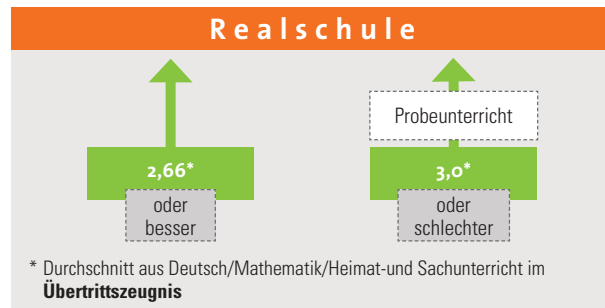 Realschule
Probeunterricht
2,66* 3,0*
oder oder
besser schlechter
* Durchschnitt aus Deutsch/Mathematik/Heimat-und Sachunterricht im
Übertrittszeugnis